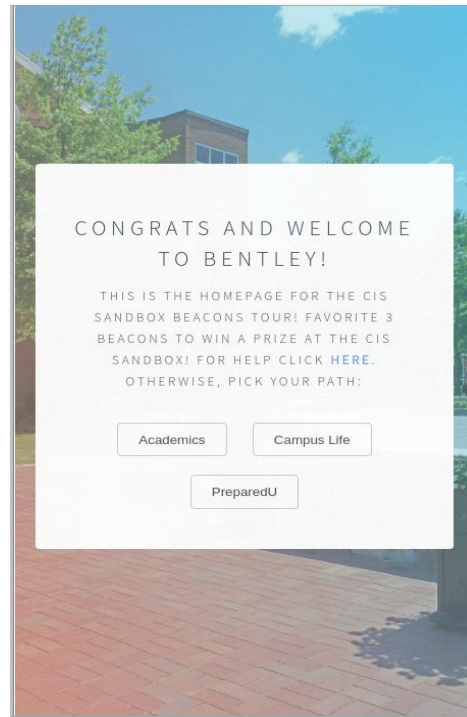 CONGRATS AND WELCOME
TO BENTLEY!
THIS IS THE HOMEPAGE FOR THE CIS
SANDBOX BEACONS TOUR! FAVORITE 3
BEACONS TO WIN A PRIZE AT THE CIS
SANDBOX! FOR HELP CLICK HERE.
OTHERWISE, PICK YOUR PATH:
Academics Campus Life
PreparedU